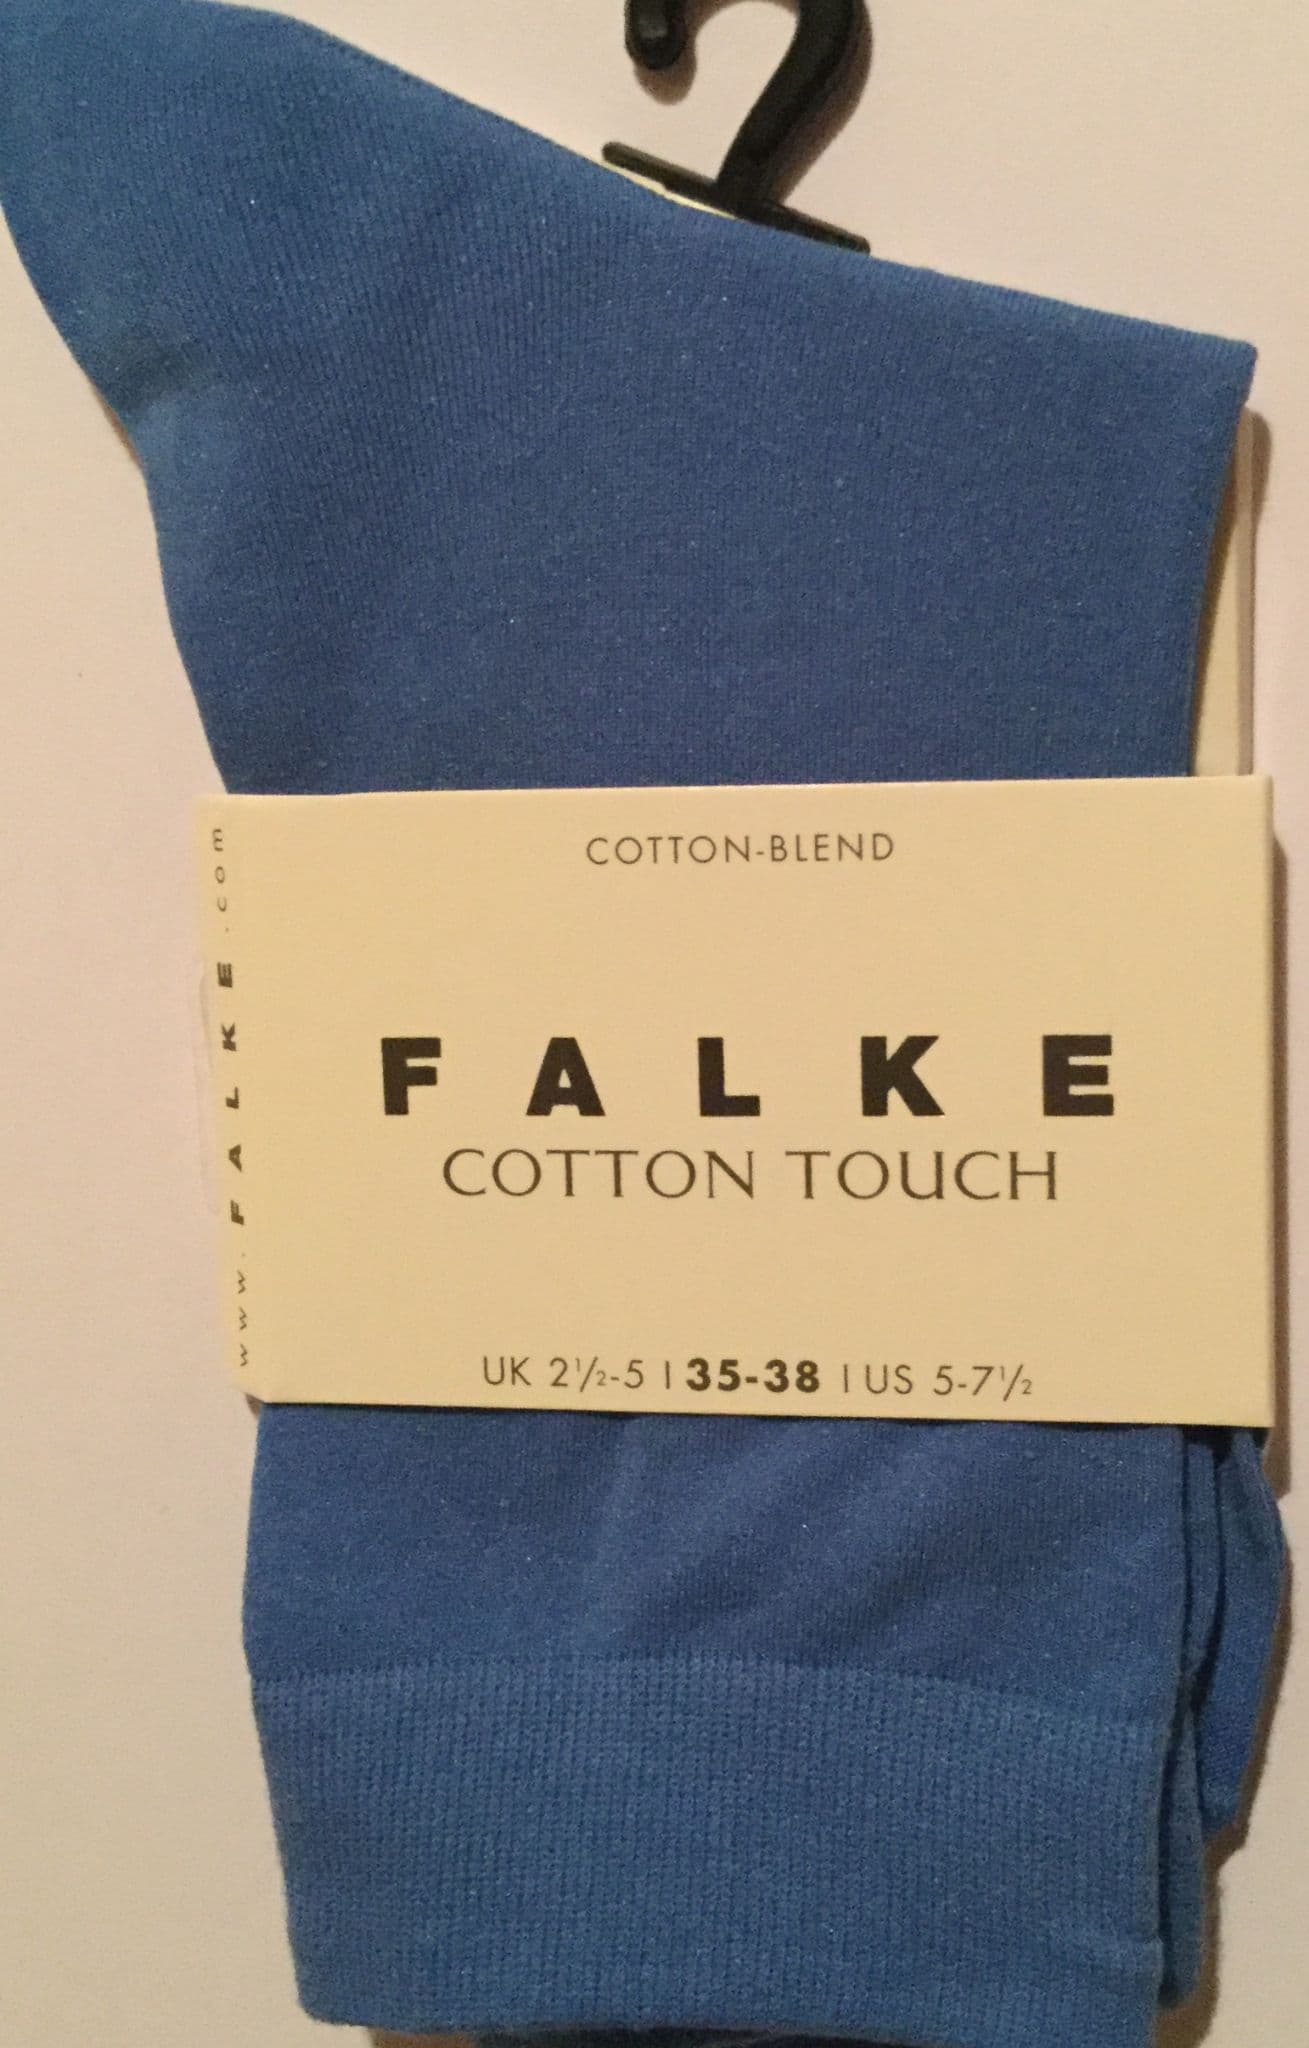 COTTON-BLEND
FALKE
COTTON TOUCH
UK 2½-5 | 35-38 | US 5-7½
www.FALKE.com